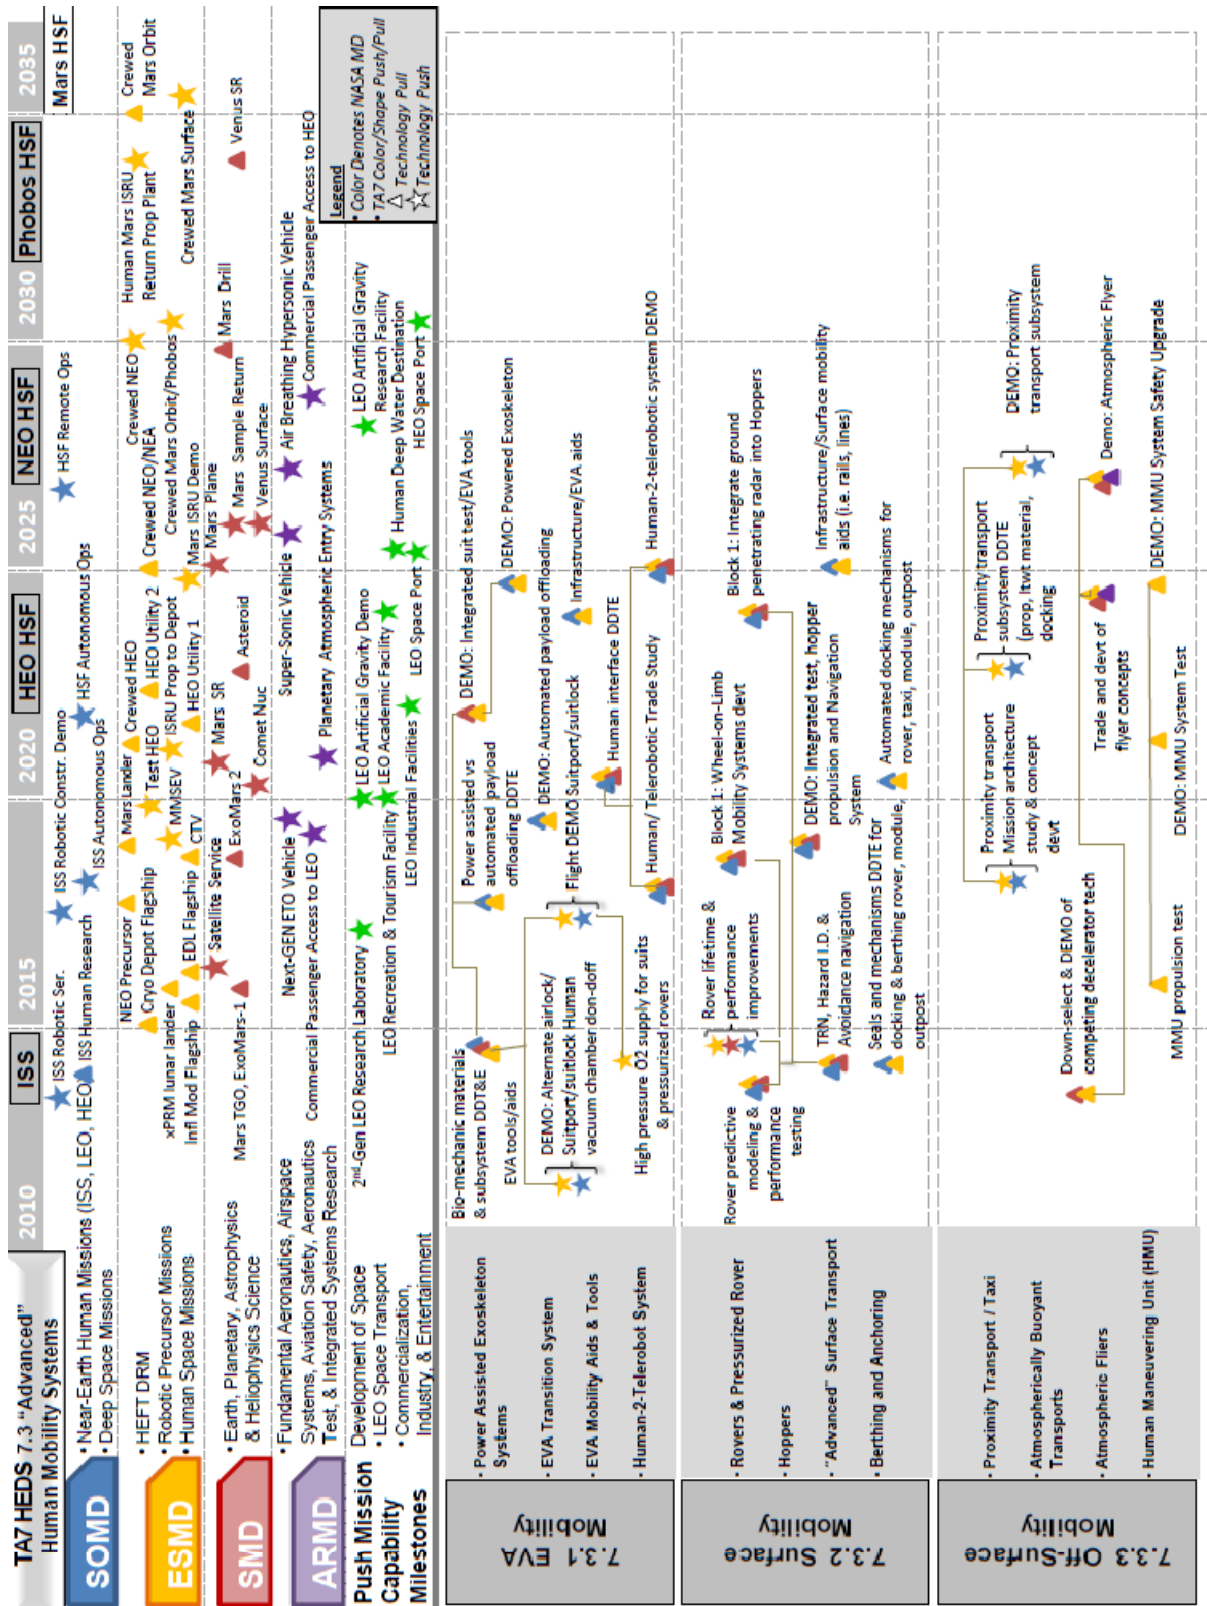 TA7 HEDS 7.3 "Advanced"
Human Mobility Systems
2010
2015
2020
2025
2030
2035
ISS
HEO HSF
NEO HSF
Phobos HSF
Mars HSF
SOMD
• Near-Earth Human Missions (ISS, LEO, HEO)
• Deep Space Missions
ISS Robotic Ser.
ISS Human Research
ISS Robotic Constr. Demo
ISS Autonomous Ops
HSF Autonomous Ops
HSF Remote Ops
ESMD
• HEFT DRM
• Robotic Precursor Missions
• Human Space Missions
NEO Precursor
Cryo Depot Flagship
xPRM lunar lander
Infl Mod Flagship
EDL Flagship
CTV
Mars Lander
Test HEO
MMSEV
Crewed HEO
HEO Utility 2
ISRU Prop to Depot
HEO Utility 1
Crewed NEO
Crewed NEO/NEA
Crewed Mars Orbit/Phobos
Mars ISRU Demo
Human Mars ISRU
Return Prop Plant
Crewed Mars Surface
Crewed
Mars Orbit
SMD
• Earth, Planetary, Astrophysics
& Heliophysics Science
Mars TGO, ExoMars-1
Satellite Service
ExoMars 2
Mars SR
Comet Nuc
Asteroid
Mars Plane
Mars Sample Return
Venus Surface
Mars Drill
Venus SR
ARMD
• Fundamental Aeronautics, Airspace
Systems, Aviation Safety, Aeronautics
Test, & Integrated Systems Research
Next-GEN ETO Vehicle
Commercial Passenger Access to LEO
Super-Sonic Vehicle
Planetary Atmospheric Entry Systems
Air Breathing Hypersonic Vehicle
Commercial Passenger Access to HEO
Push Mission
Capability
Milestones
Development of Space
• LEO Space Transport
• Commercialization,
Industry, & Entertainment
2nd-Gen LEO Research Laboratory
LEO Recreation & Tourism Facility
LEO Industrial Facilities
LEO Artificial Gravity Demo
LEO Academic Facility
LEO Space Port
LEO Artificial Gravity
Research Facility
Human Deep Water Destination
HEO Space Port
Legend
• Color Denotes NASA MD
• TA7 Color/Shape Push/Pull
Technology Pull
Technology Push
7.3.1 EVA
Mobility
• Power Assisted Exoskeleton
Systems
• EVA Transition System
• EVA Mobility Aids & Tools
• Human-2-Telerobot System
Bio-mechanic materials
& subsystem DDT&E
EVA tools/aids
DEMO: Alternate airlock/
Suitport/suitlock Human
vacuum chamber don-doff
High pressure O2 supply for suits
& pressurized rovers
Power assisted vs
automated payload
offloading DDTE
DEMO: Automated payload offloading
Flight DEMO Suitport/suitlock
Human interface DDTE
Human/ Telerobotic Trade Study
DEMO: Integrated suit test/EVA tools
DEMO: Powered Exoskeleton
Infrastructure/EVA aids
Human-2-telerobotic system DEMO
7.3.2 Surface
Mobility
• Rovers & Pressurized Rover
• Hoppers
• "Advanced" Surface Transport
• Berthing and Anchoring
Rover predictive
modeling &
performance
testing
Rover lifetime &
performance
improvements
TRN, Hazard I.D. &
Avoidance navigation
Seals and mechanisms DDTE for
docking & berthing rover, module,
outpost
Block 1: Wheel-on-Limb
Mobility Systems devt
DEMO: Integrated test, hopper
propulsion and Navigation
System
Automated docking mechanisms for
rover, taxi, module, outpost
Block 1: Integrate ground
penetrating radar into Hoppers
Infrastructure/Surface mobility
aids (i.e. raills, lines)
7.3.3 Off-Surface
Mobility
• Proximity Transport / Taxi
• Atmospherically Buoyant
Transports
• Atmospheric Fliers
• Human Maneuvering Unit (HMU)
Down-select & DEMO of
competing decelerator tech
MMU propulsion test
Proximity transport
Mission architecture
study & concept
devt
Proximity transport
subsystem DDTE
(prop, ltwt material,
docking
Trade and devt of
flyer concepts
DEMO: MMU System Test
DEMO: Proximity
transport subsystem
Demo: Atmospheric Flyer
DEMO: MMU System Safety Upgrade